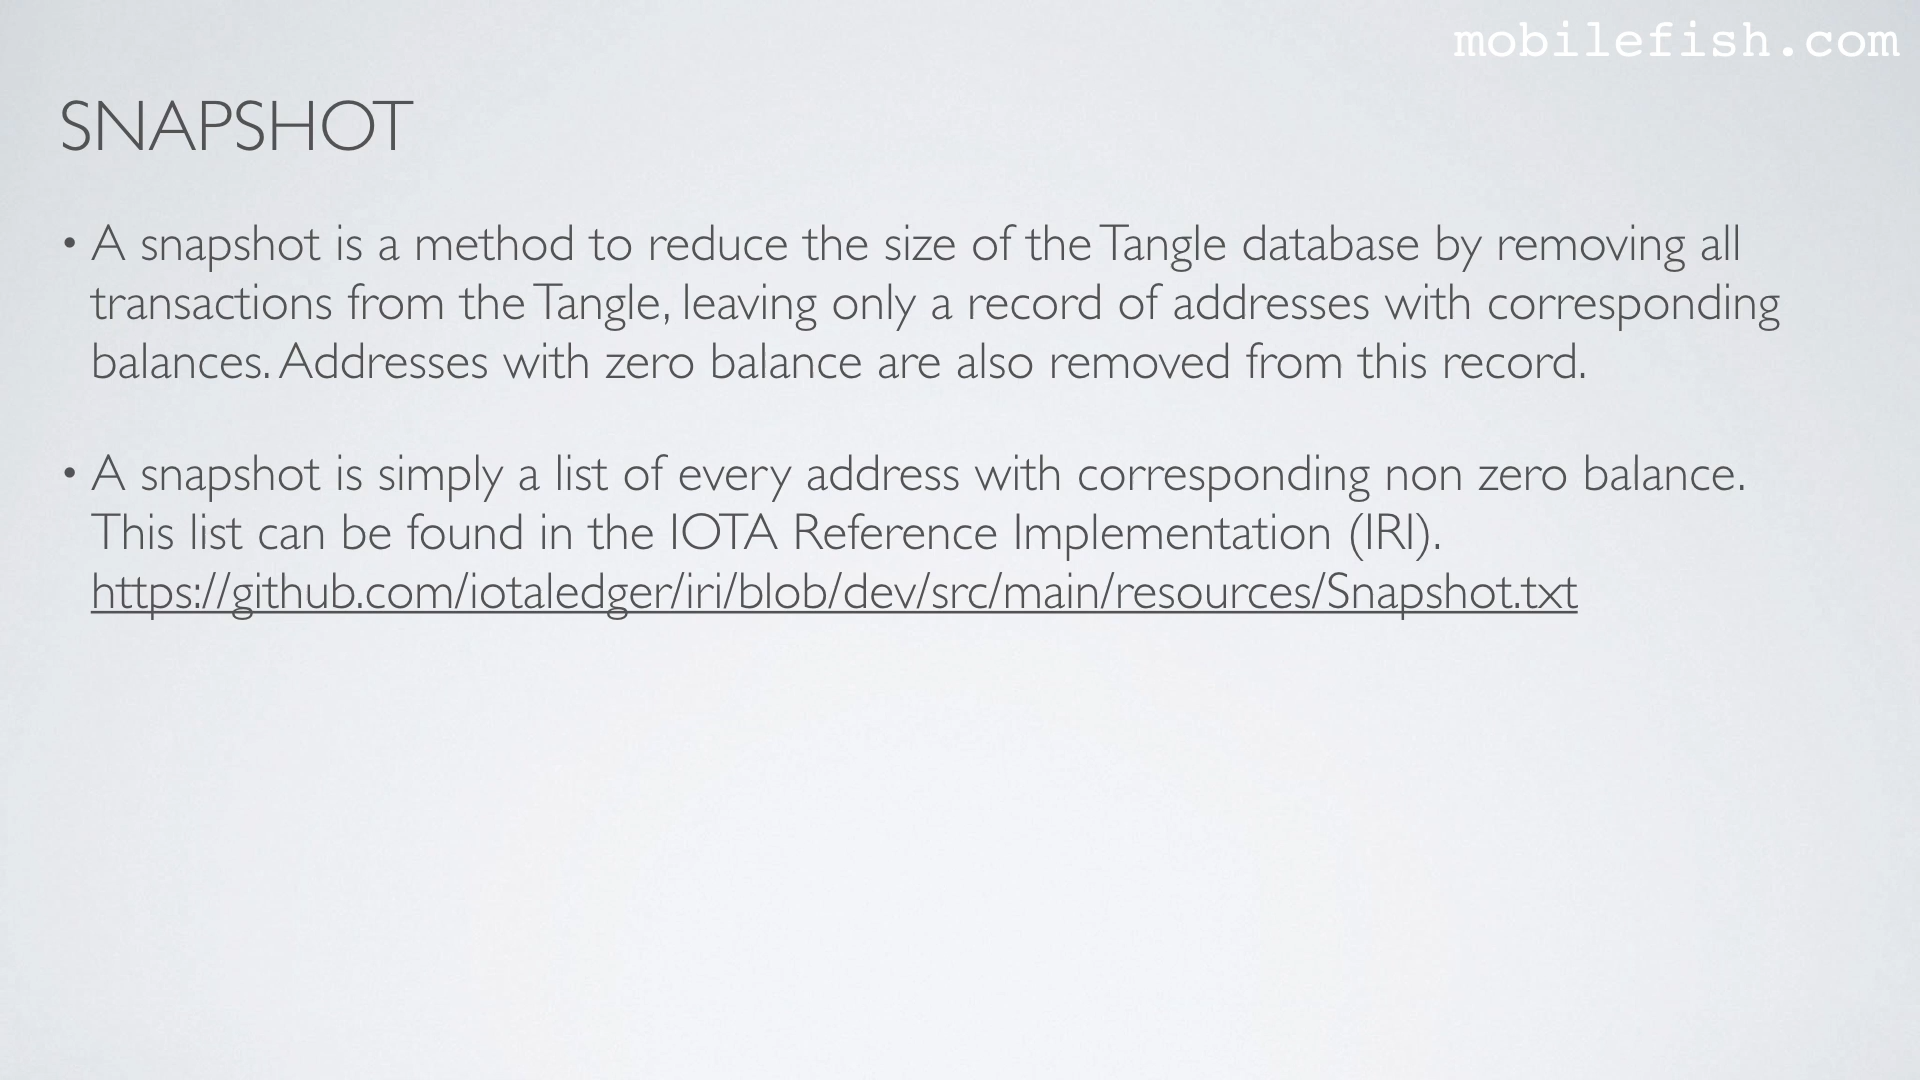 mobilefish.com
SNAPSHOT
• A snapshot is a method to reduce the size of the Tangle database by removing all
transactions from the Tangle, leaving only a record of addresses with corresponding
balances. Addresses with zero balance are also removed from this record.
• A snapshot is simply a list of every address with corresponding non zero balance.
This list can be found in the IOTA Reference Implementation (IRI).
https://github.com/iotaledger/iri/blob/dev/src/main/resources/Snapshot.txt